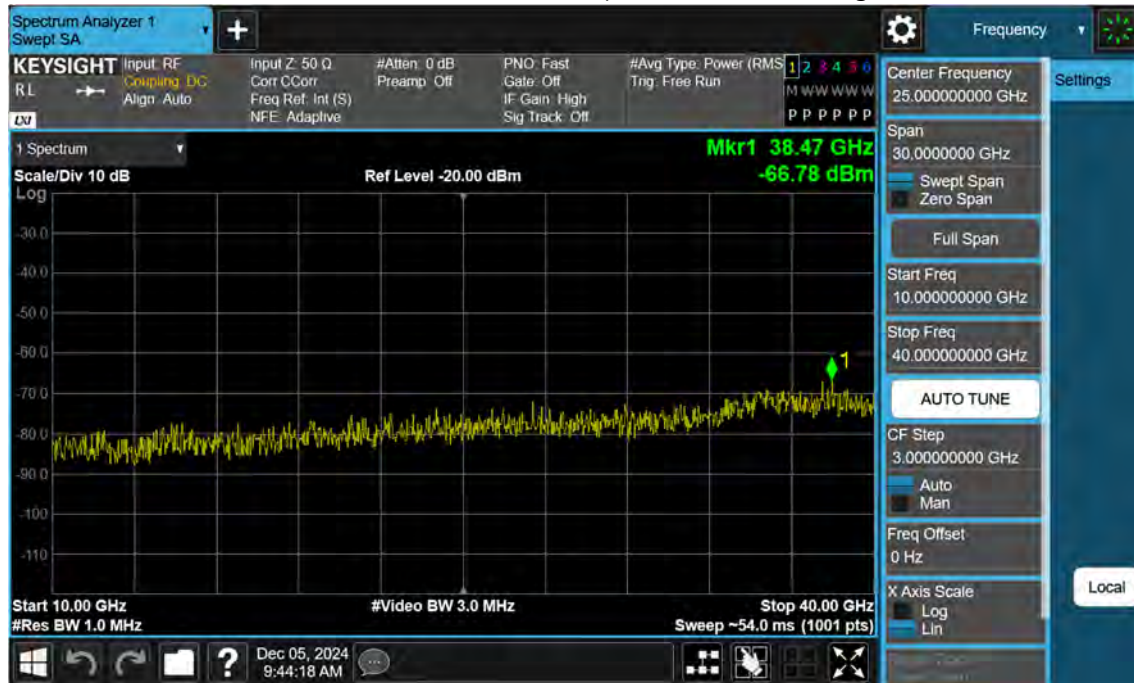 Spectrum Analyzer 1
Swept SA
+
Frequency
KEYSIGHT
RL
LXI
Input: RF
Coupling: DC
Align: Auto
Input Z: 50 Ω
Corr CCorr
Freq Ref: Int (S)
NFE: Adaptive
#Atten: 0 dB
Preamp: Off
PNO: Fast
Gate: Off
IF Gain: High
Sig Track: Off
#Avg Type: Power (RMS
Trig: Free Run
1 2 3 4 5 6
M W W W W W
P P P P P P
1 Spectrum
Scale/Div 10 dB
Log
Ref Level -20.00 dBm
Mkr1 38.47 GHz
-66.78 dBm
-30.0
-40.0
-50.0
-60.0
-70.0
-80.0
-90.0
-100
-110
1
Start 10.00 GHz
#Res BW 1.0 MHz
#Video BW 3.0 MHz
Stop 40.00 GHz
Sweep ~54.0 ms (1001 pts)
Center Frequency
25.000000000 GHz
Settings
Span
30.0000000 GHz
Swept Span
Zero Span
Full Span
Start Freq
10.000000000 GHz
Stop Freq
40.000000000 GHz
AUTO TUNE
CF Step
3.000000000 GHz
Auto
Man
Freq Offset
0 Hz
X Axis Scale
Log
Lin
Local
?
Dec 05, 2024
9:44:18 AM